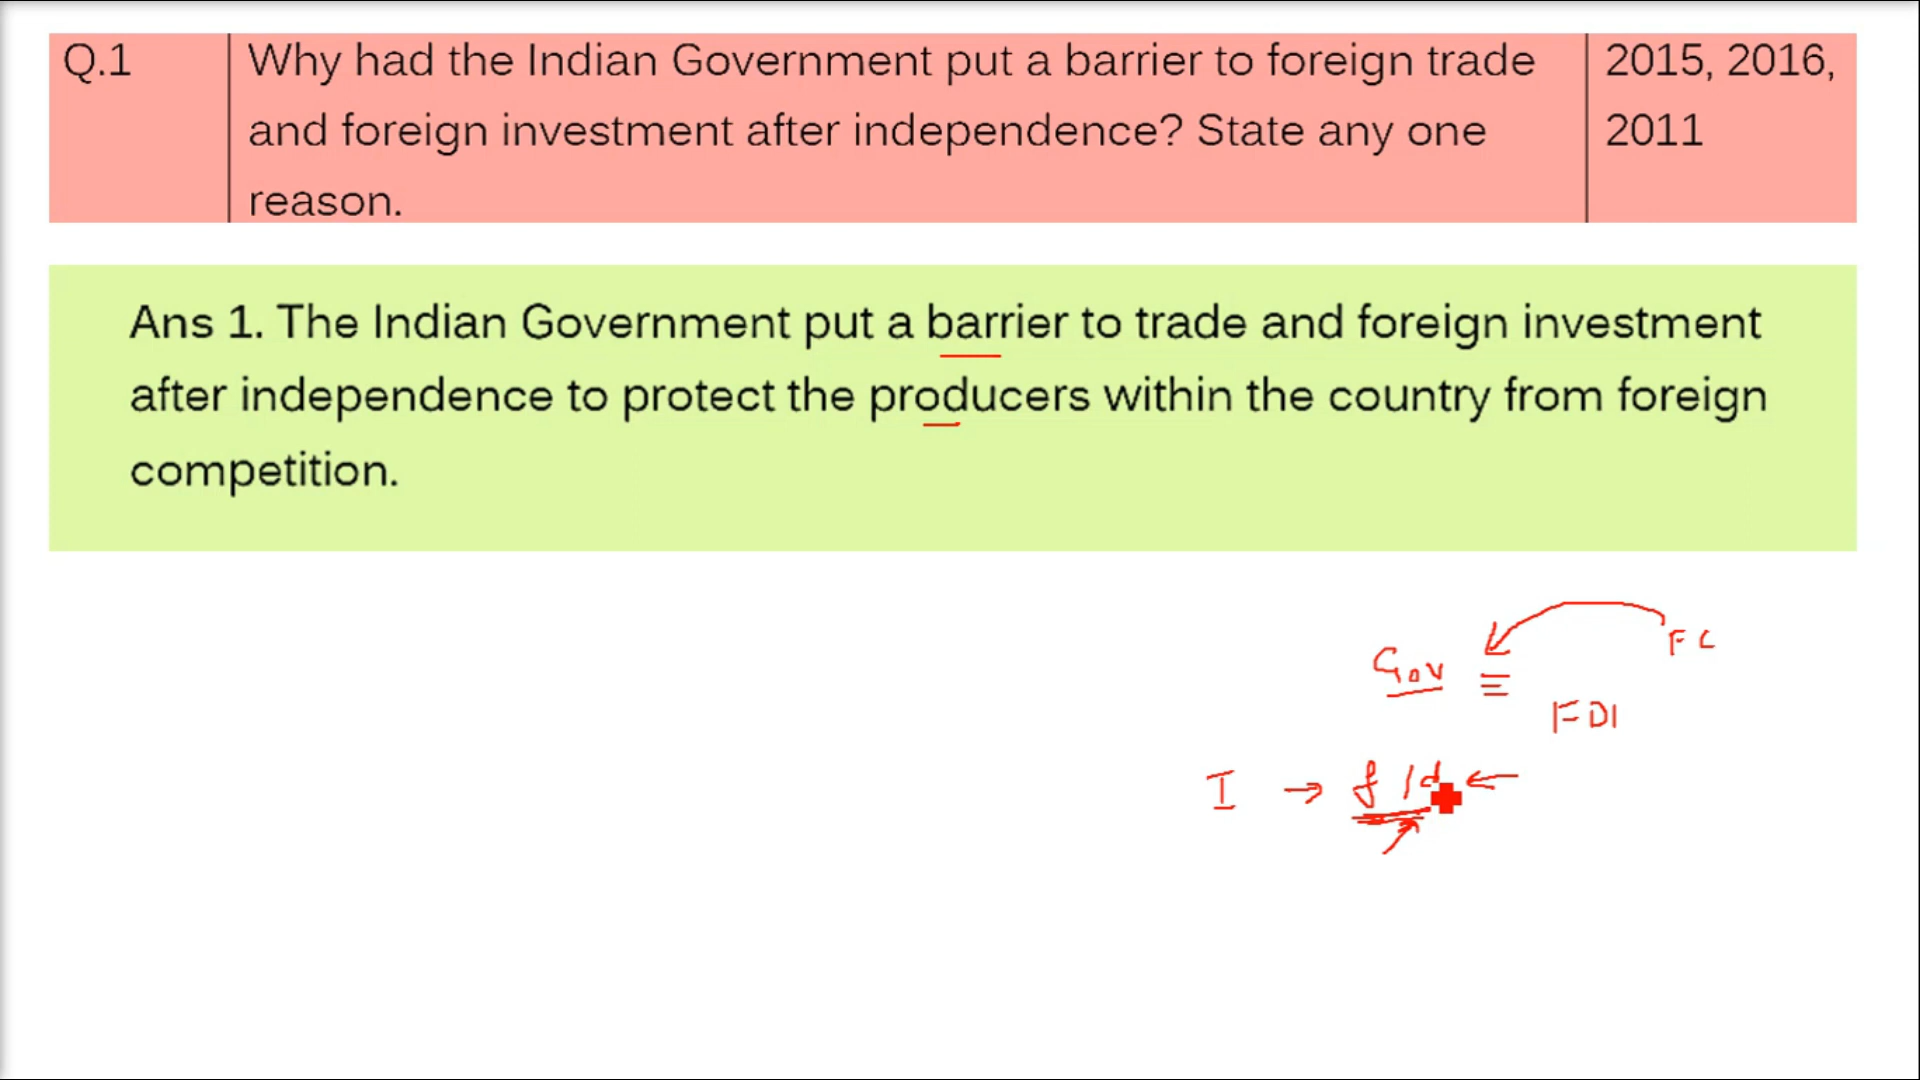 Q.1
Why had the Indian Government put a barrier to foreign trade
and foreign investment after independence? State any one
reason.
2015, 2016,
2011
Ans 1. The Indian Government put a barrier to trade and foreign investment
after independence to protect the producers within the country from foreign
competition.
FC
Gov
FDI
I